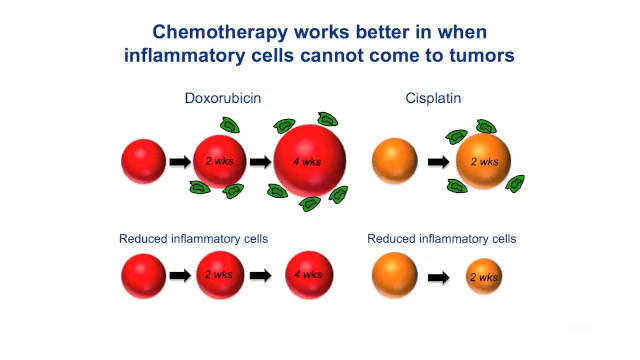 Chemotherapy works better in when
inflammatory cells cannot come to tumors
Doxorubicin
Cisplatin
2 wks
4 wks
2 wks
Reduced inflammatory cells
Reduced inflammatory cells
2 wks
4 wks
2 wks